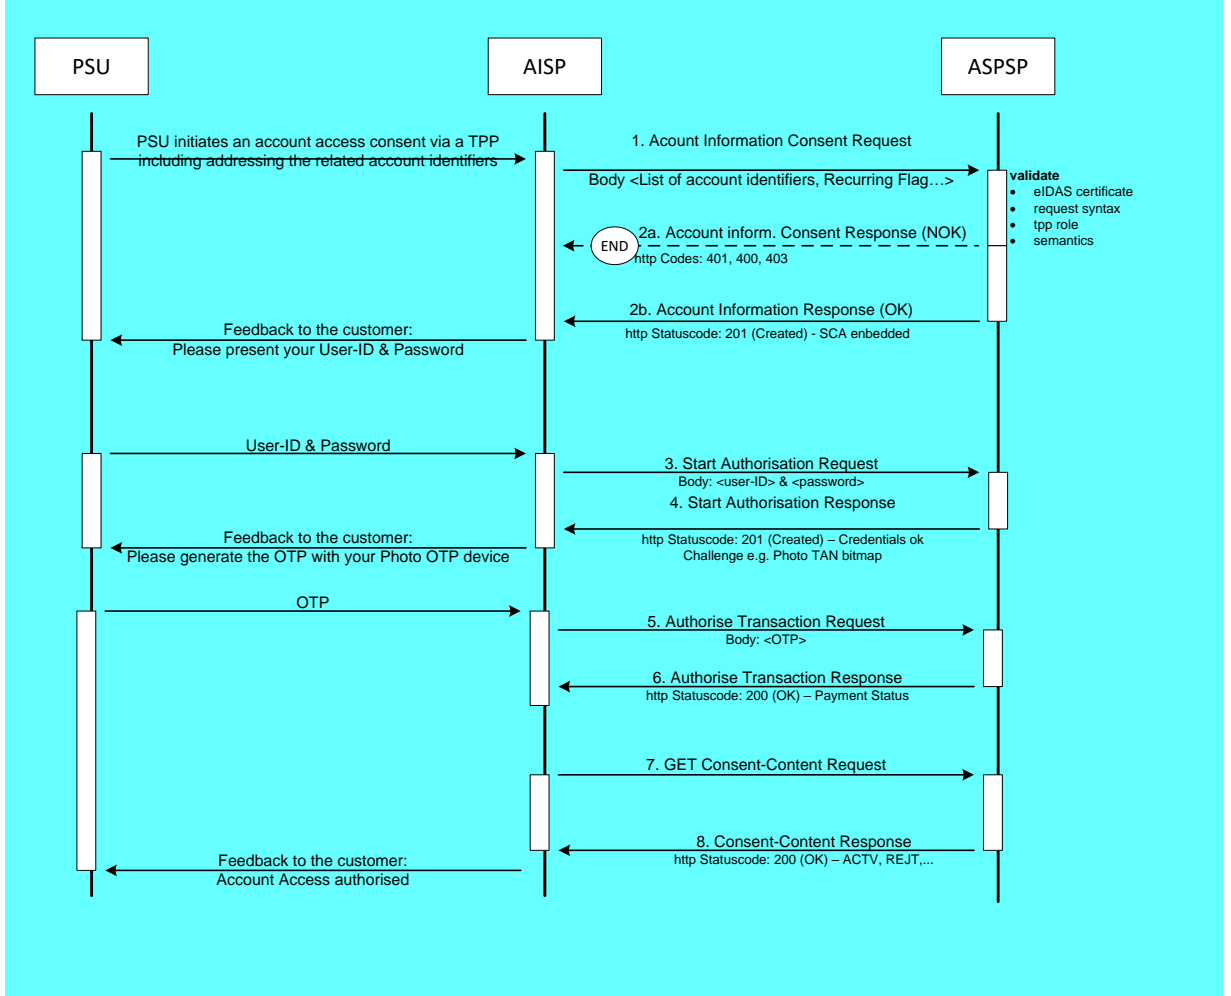 PSU
AISP
ASPSP
PSU initiates an account access consent via a TPP
including addressing the related account identifiers
1. Acount Information Consent Request
Body <List of account identifiers, Recurring Flag…>
validate
• eIDAS certificate
• request syntax
• tpp role
• semantics
2a. Account inform. Consent Response (NOK)
END
http Codes: 401, 400, 403
2b. Account Information Response (OK)
http Statuscode: 201 (Created) - SCA enbedded
Feedback to the customer:
Please present your User-ID & Password
User-ID & Password
3. Start Authorisation Request
Body: <user-ID> & <password>
4. Start Authorisation Response
http Statuscode: 201 (Created) – Credentials ok
Challenge e.g. Photo TAN bitmap
Feedback to the customer:
Please generate the OTP with your Photo OTP device
OTP
5. Authorise Transaction Request
Body: <OTP>
6. Authorise Transaction Response
http Statuscode: 200 (OK) – Payment Status
7. GET Consent-Content Request
8. Consent-Content Response
http Statuscode: 200 (OK) – ACTV, REJT,...
Feedback to the customer:
Account Access authorised